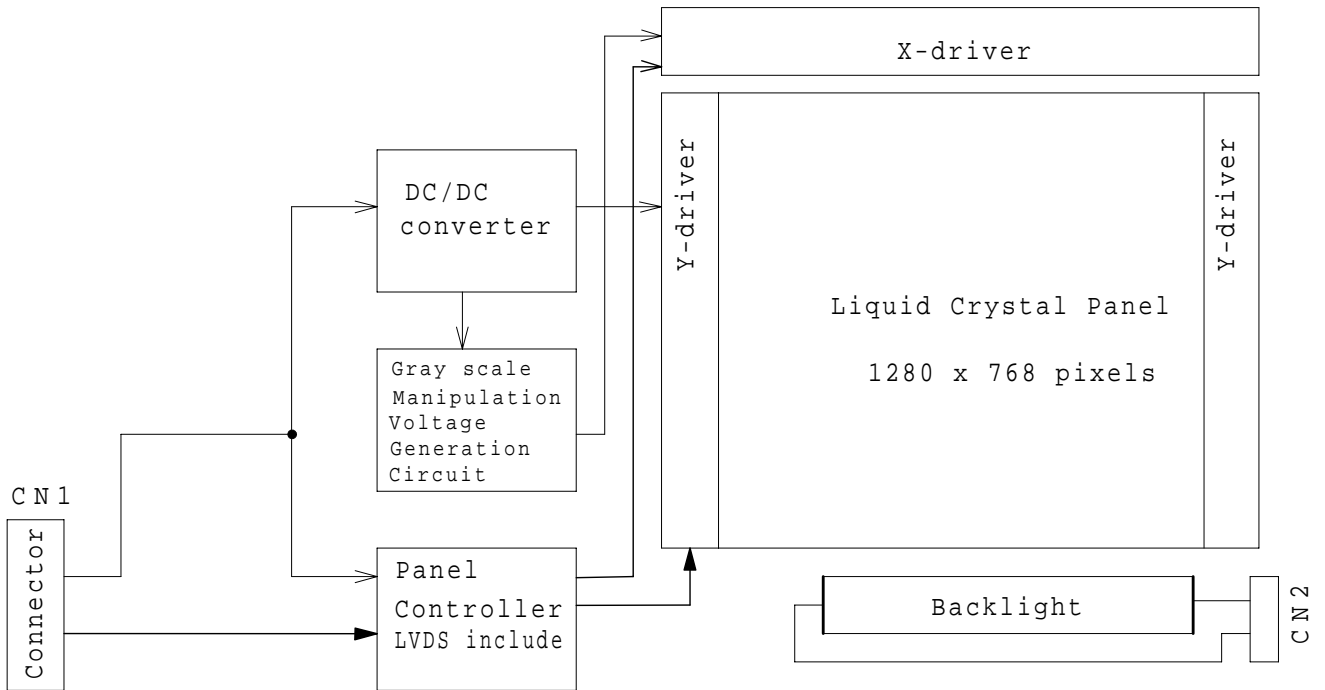 X-driver
Y-driver
Y-driver
DC/DC
converter
Liquid Crystal Panel
1280 x 768 pixels
Gray scale
Manipulation
Voltage
Generation
Circuit
CN1
Connector
Panel
Controller
LVDS include
Backlight
CN2